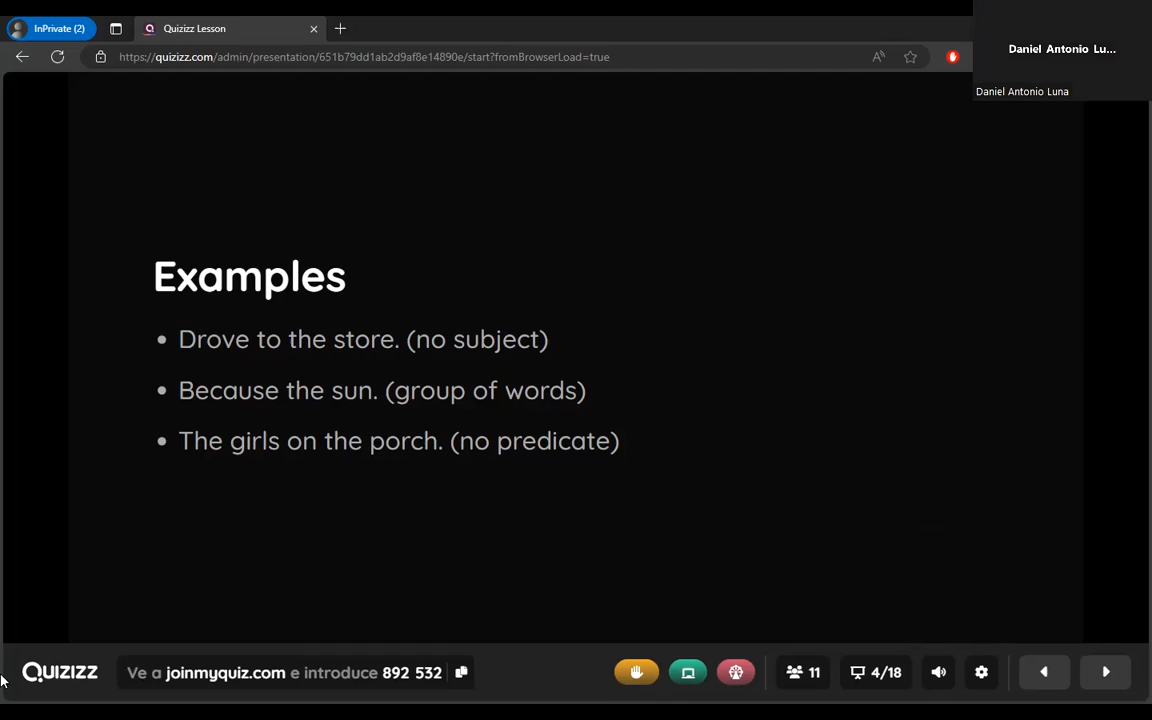 InPrivate (2)
Quizizz Lesson
https://quizizz.com/admin/presentation/651b79dd1ab2d9af8e14890e/start?fromBrowserLoad=true
Daniel Antonio Lu...
Daniel Antonio Luna
Examples
• Drove to the store. (no subject)
• Because the sun. (group of words)
• The girls on the porch. (no predicate)
Quizizz
Ve a joinmyquiz.com e introduce 892 532
11
4/18